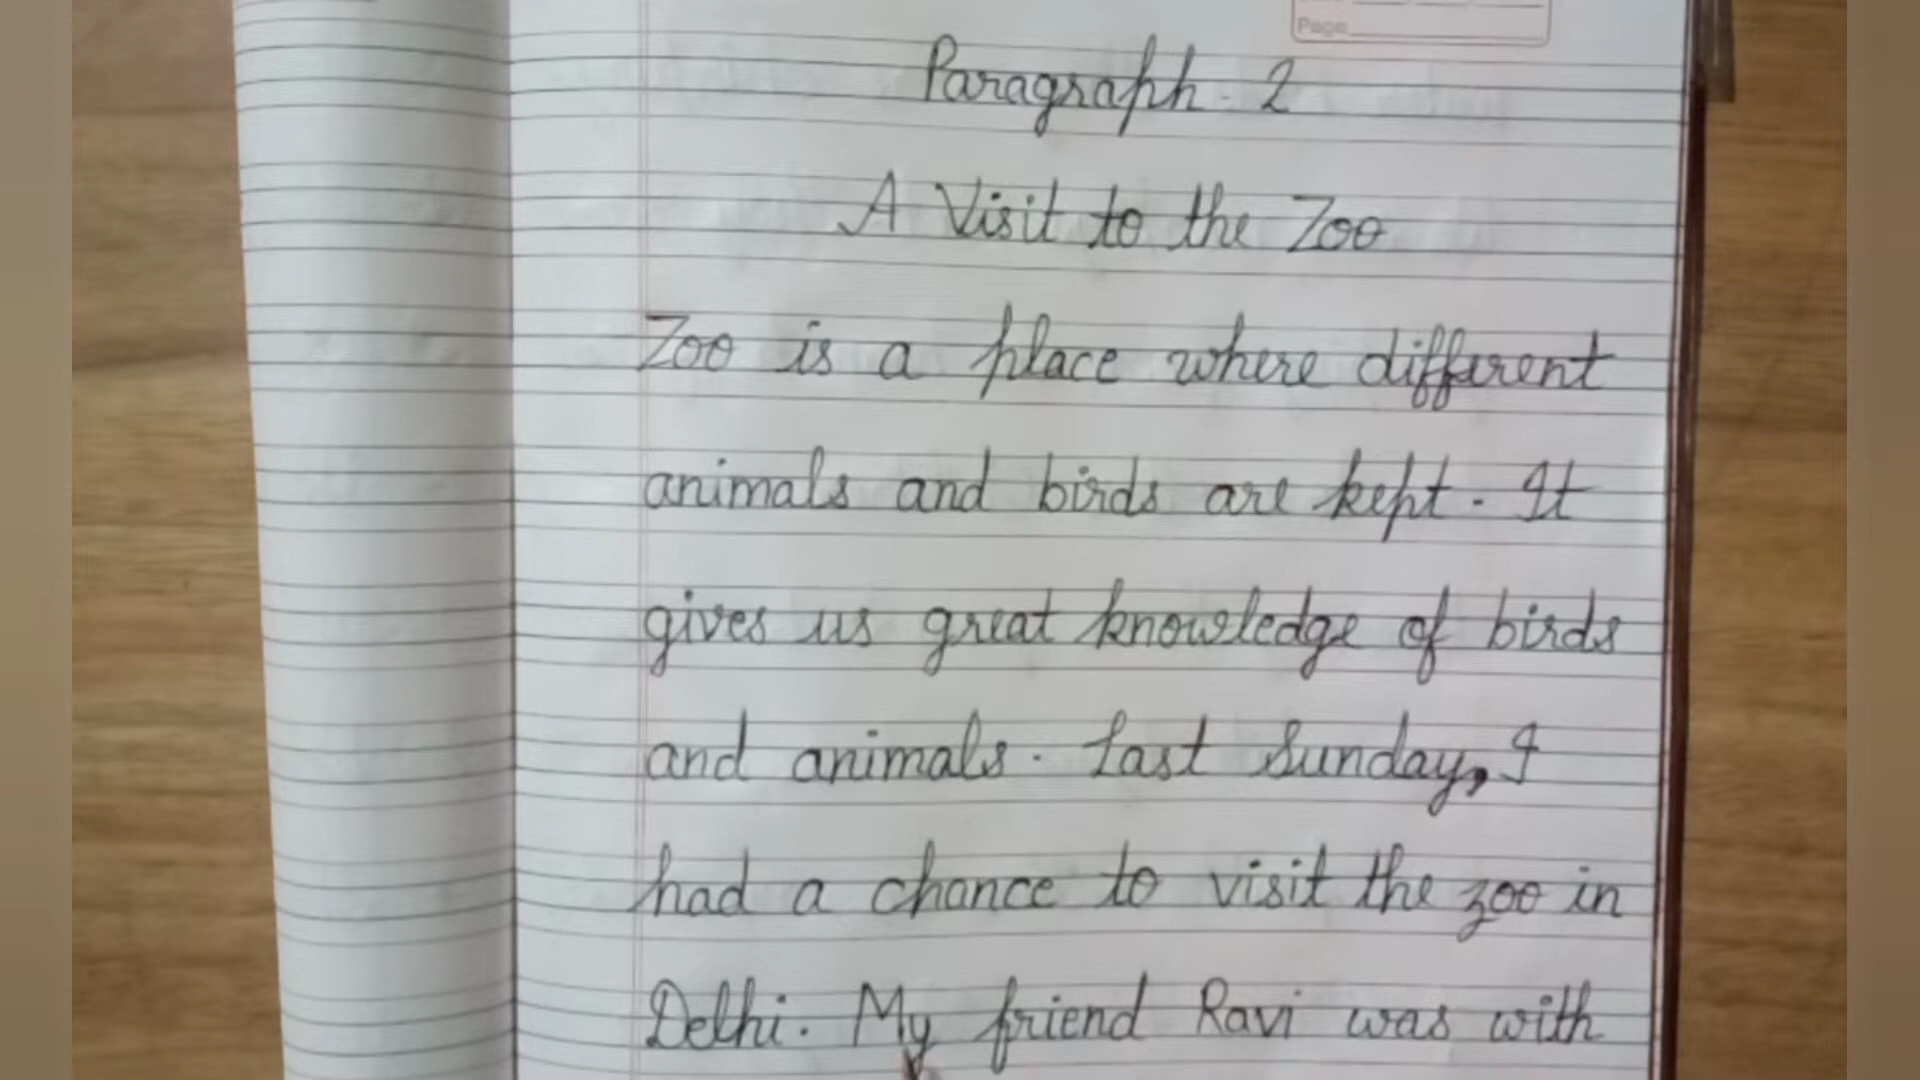 Page
Paragraph - 2
A Visit to the Zoo
Zoo is a place where different
animals and birds are kept. It
gives us great knowledge of birds
and animals. Last Sunday, I
had a chance to visit the zoo in
Delhi. My friend Ravi was with